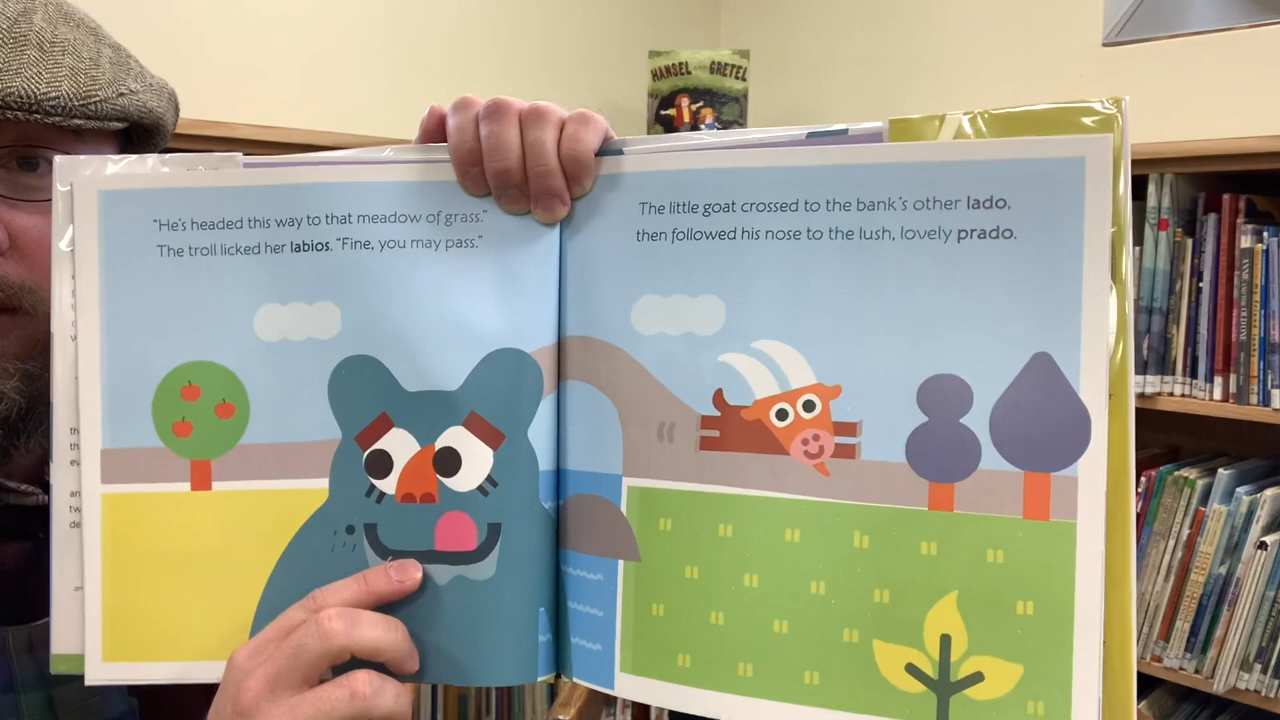 HANSEL AND GRETEL
"He's headed this way to that meadow of grass."
The troll licked her labios. "Fine, you may pass."
The little goat crossed to the bank's other lado,
then followed his nose to the lush, lovely prado.